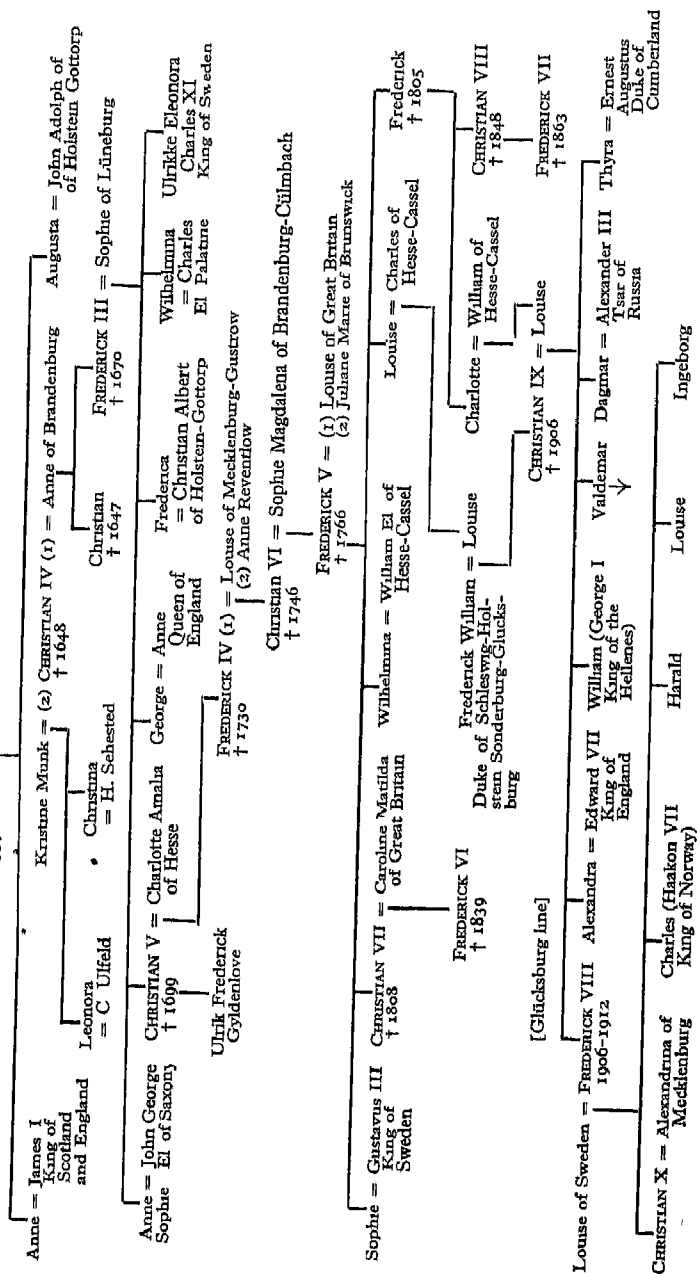 Anne = James I
King of
Scotland
and England
Kristine Munk = (2) CHRISTIAN IV (1) = Anne of Brandenburg
† 1648
Augusta = John Adolph of
of Holstein Gottorp
Leonora
= C Ulfeld
Christina
= H. Sehested
Christian
† 1647
FREDERICK III = Sophie of Lüneburg
† 1670
Anne = John George
Sophie El of Saxony
CHRISTIAN V = Charlotte Amalia
† 1699 of Hesse
George = Anne
Queen of
England
Frederica
= Christian Albert
of Holstein-Gottorp
Wilhelmina
= Charles
El Palatine
Ulrikke Eleonora
Charles XI
King of Sweden
Ulrik Frederick
Gyldenlove
FREDERICK IV (1) = Louise of Mecklenburg-Gustrow
† 1730 (2) Anne Reventlow
Christian VI = Sophie Magdalena of Brandenburg-Cülmbach
† 1746
FREDERICK V = (1) Louise of Great Britain
† 1766 (2) Juliane Marie of Brunswick
Sophie = Gustavus III
King of
Sweden
CHRISTIAN VII = Caroline Matilda
† 1808 of Great Britain
Wilhelmina = William El of
Hesse-Cassel
Louise = Charles of
Hesse-Cassel
Frederick
† 1805
FREDERICK VI
† 1839
Frederick William = Louise
Duke of Schleswig-Hol-
stein Sonderburg-Glucks-
burg
Charlotte = William of
Hesse-Cassel
CHRISTIAN VIII
† 1848
CHRISTIAN IX = Louise
† 1906
FREDERICK VII
† 1863
[Glücksburg line]
Louise of Sweden = FREDERICK VIII
1906-1912
Alexandra = Edward VII
King of
England
William (George I
King of the
Hellenes)
Valdemar
Dagmar = Alexander III
Tsar of
Russia
Thyra = Ernest
Augustus
Duke of
Cumberland
CHRISTIAN X = Alexandrina of
Mecklenburg
Charles (Haakon VII
King of Norway)
Harald
Louise
Ingeborg